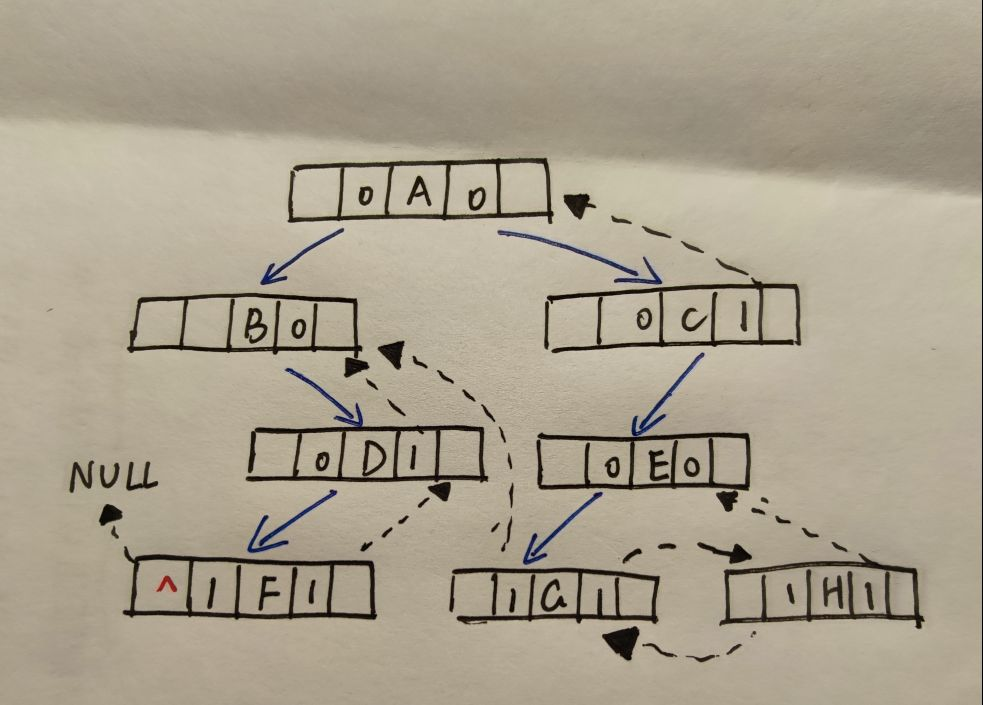 0 A 0
B 0
0 C 1
0 D 1
0 E 0
NULL
^ 1 F 1
1 G 1
1 H 1